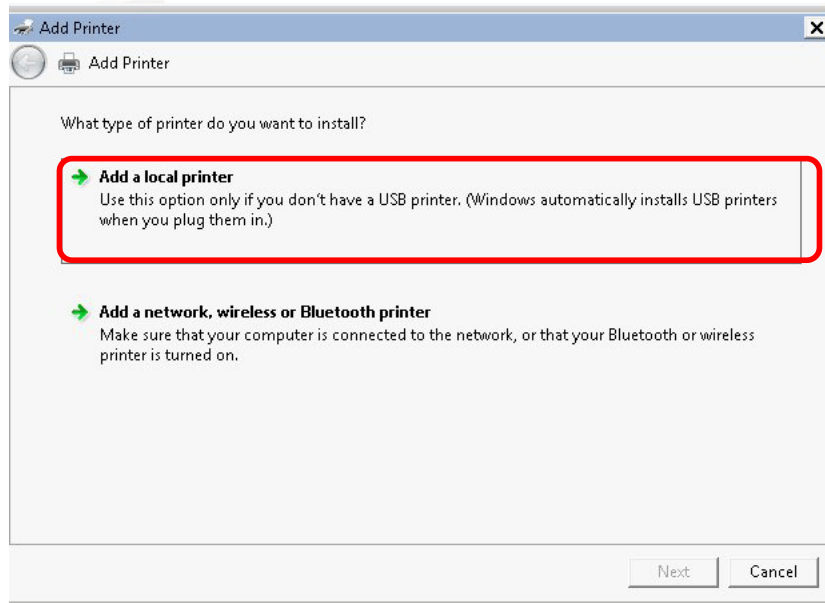 Add Printer
Add Printer
What type of printer do you want to install?
Add a local printer
Use this option only if you don't have a USB printer. (Windows automatically installs USB printers
when you plug them in.)
Add a network, wireless or Bluetooth printer
Make sure that your computer is connected to the network, or that your Bluetooth or wireless
printer is turned on.
Next Cancel